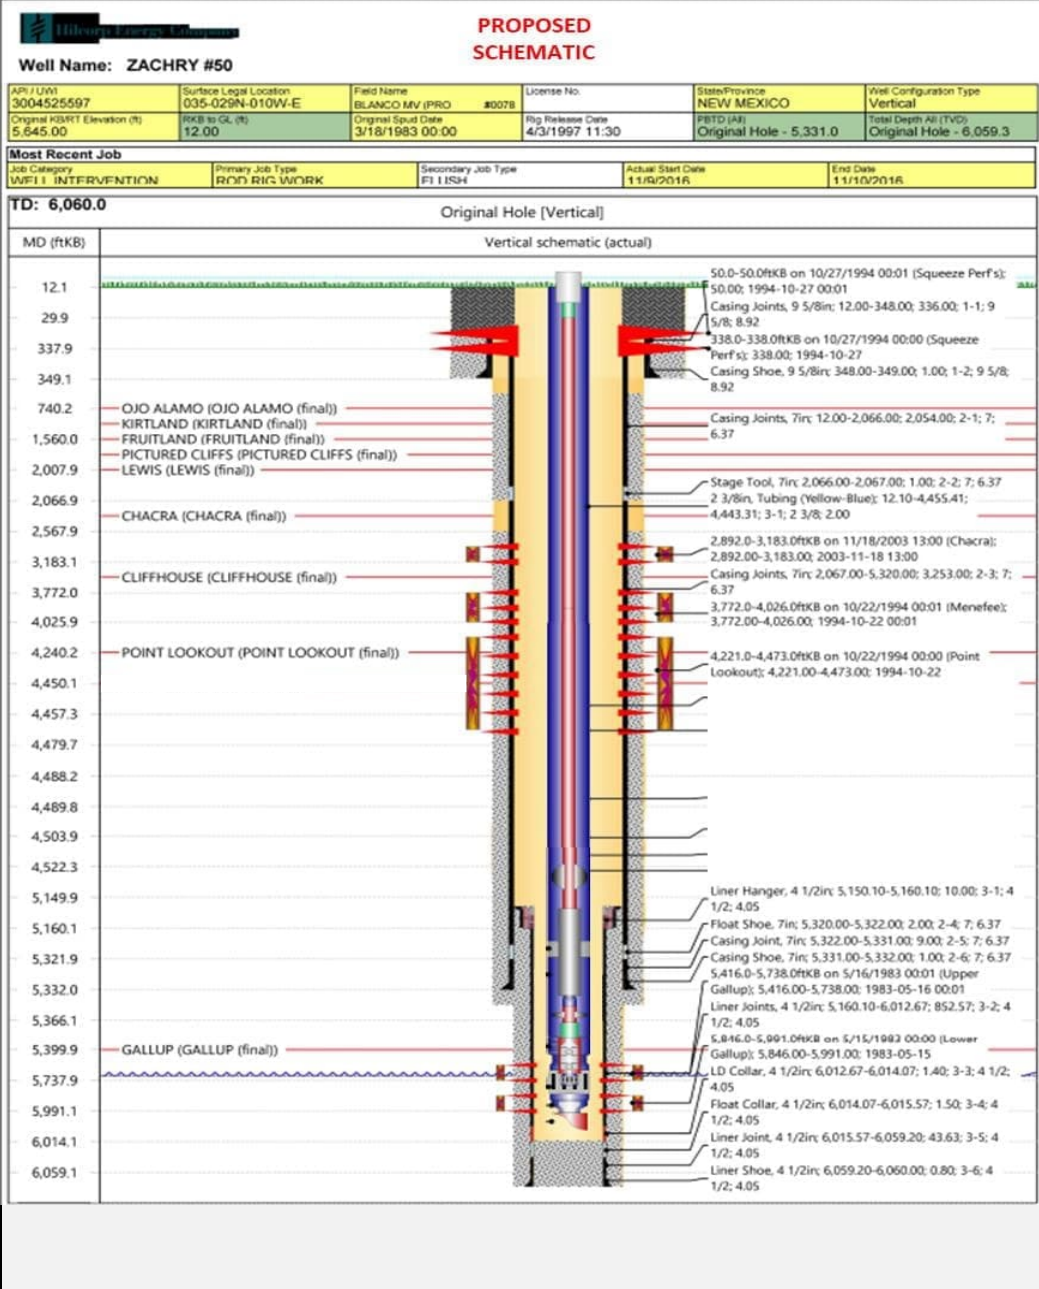 Hilcorp Energy Company
PROPOSED
SCHEMATIC
Well Name: ZACHRY #50
API / UWI
3004525597
Surface Legal Location
035-029N-010W-E
Field Name
BLANCO MV (PRO #0078
License No.
State/Province
NEW MEXICO
Well Configuration Type
Vertical
Original KB/RT Elevation (ft)
5,645.00
RKB to GL (ft)
12.00
Original Spud Date
3/18/1983 00:00
Rig Release Date
4/3/1997 11:30
PBTD (All)
Original Hole - 5,331.0
Total Depth All (TVD)
Original Hole - 6,059.3
Most Recent Job
Job Category
WELL INTERVENTION
Primary Job Type
ROD RIG WORK
Secondary Job Type
FLUSH
Actual Start Date
11/9/2016
End Date
11/10/2016
TD: 6,060.0
Original Hole [Vertical]
MD (ftKB)
Vertical schematic (actual)
12.1
29.9
337.9
349.1
740.2
1,560.0
2,007.9
2,066.9
2,567.9
3,183.1
3,772.0
4,025.9
4,240.2
4,450.1
4,457.3
4,479.7
4,488.2
4,489.8
4,503.9
4,522.3
5,149.9
5,160.1
5,321.9
5,332.0
5,366.1
5,399.9
5,737.9
5,991.1
6,014.1
6,059.1
OJO ALAMO (OJO ALAMO (final))
KIRTLAND (KIRTLAND (final))
FRUITLAND (FRUITLAND (final))
PICTURED CLIFFS (PICTURED CLIFFS (final))
LEWIS (LEWIS (final))
CHACRA (CHACRA (final))
CLIFFHOUSE (CLIFFHOUSE (final))
POINT LOOKOUT (POINT LOOKOUT (final))
GALLUP (GALLUP (final))
50.0-50.0ftKB on 10/27/1994 00:01 (Squeeze Perf's);
50.00; 1994-10-27 00:01
Casing Joints, 9 5/8in; 12.00-348.00; 336.00; 1-1; 9
5/8; 8.92
338.0-338.0ftKB on 10/27/1994 00:00 (Squeeze
Perf's); 338.00; 1994-10-27
Casing Shoe, 9 5/8in; 348.00-349.00; 1.00; 1-2; 9 5/8;
8.92
Casing Joints, 7in; 12.00-2,066.00; 2,054.00; 2-1; 7;
6.37
Stage Tool, 7in; 2,066.00-2,067.00; 1.00; 2-2; 7; 6.37
2 3/8in, Tubing (Yellow-Blue); 12.10-4,455.41;
4,443.31; 3-1; 2 3/8; 2.00
2,892.0-3,183.0ftKB on 11/18/2003 13:00 (Chacra);
2,892.00-3,183.00; 2003-11-18 13:00
Casing Joints, 7in; 2,067.00-5,320.00; 3,253.00; 2-3; 7;
6.37
3,772.0-4,026.0ftKB on 10/22/1994 00:01 (Menefee);
3,772.00-4,026.00; 1994-10-22 00:01
4,221.0-4,473.0ftKB on 10/22/1994 00:00 (Point
Lookout); 4,221.00-4,473.00; 1994-10-22
Liner Hanger, 4 1/2in; 5,150.10-5,160.10; 10.00; 3-1; 4
1/2; 4.05
Float Shoe, 7in; 5,320.00-5,322.00; 2.00; 2-4; 7; 6.37
Casing Joint, 7in; 5,322.00-5,331.00; 9.00; 2-5; 7; 6.37
Casing Shoe, 7in; 5,331.00-5,332.00; 1.00; 2-6; 7; 6.37
5,416.0-5,738.0ftKB on 5/16/1983 00:01 (Upper
Gallup); 5,416.00-5,738.00; 1983-05-16 00:01
Liner Joints, 4 1/2in; 5,160.10-6,012.67; 852.57; 3-2; 4
1/2; 4.05
5,846.0-5,991.0ftKB on 5/15/1983 00:00 (Lower
Gallup); 5,846.00-5,991.00; 1983-05-15
LD Collar, 4 1/2in; 6,012.67-6,014.07; 1.40; 3-3; 4 1/2;
4.05
Float Collar, 4 1/2in; 6,014.07-6,015.57; 1.50; 3-4; 4
1/2; 4.05
Liner Joint, 4 1/2in; 6,015.57-6,059.20; 43.63; 3-5; 4
1/2; 4.05
Liner Shoe, 4 1/2in; 6,059.20-6,060.00; 0.80; 3-6; 4
1/2; 4.05